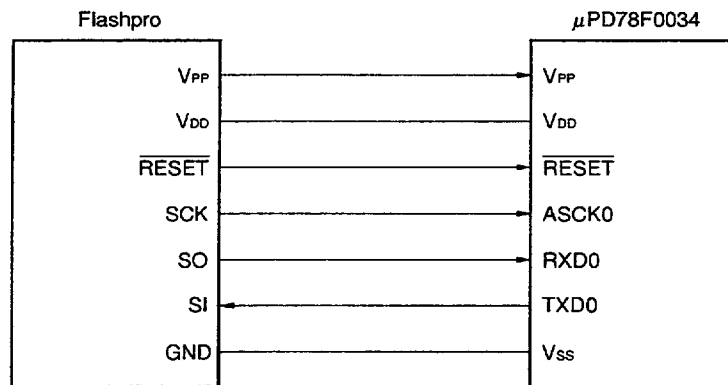 Flashpro μPD78F0034
VPP VPP
VDD VDD
RESET RESET
SCK ASCK0
SO RXD0
SI TXD0
GND VSS